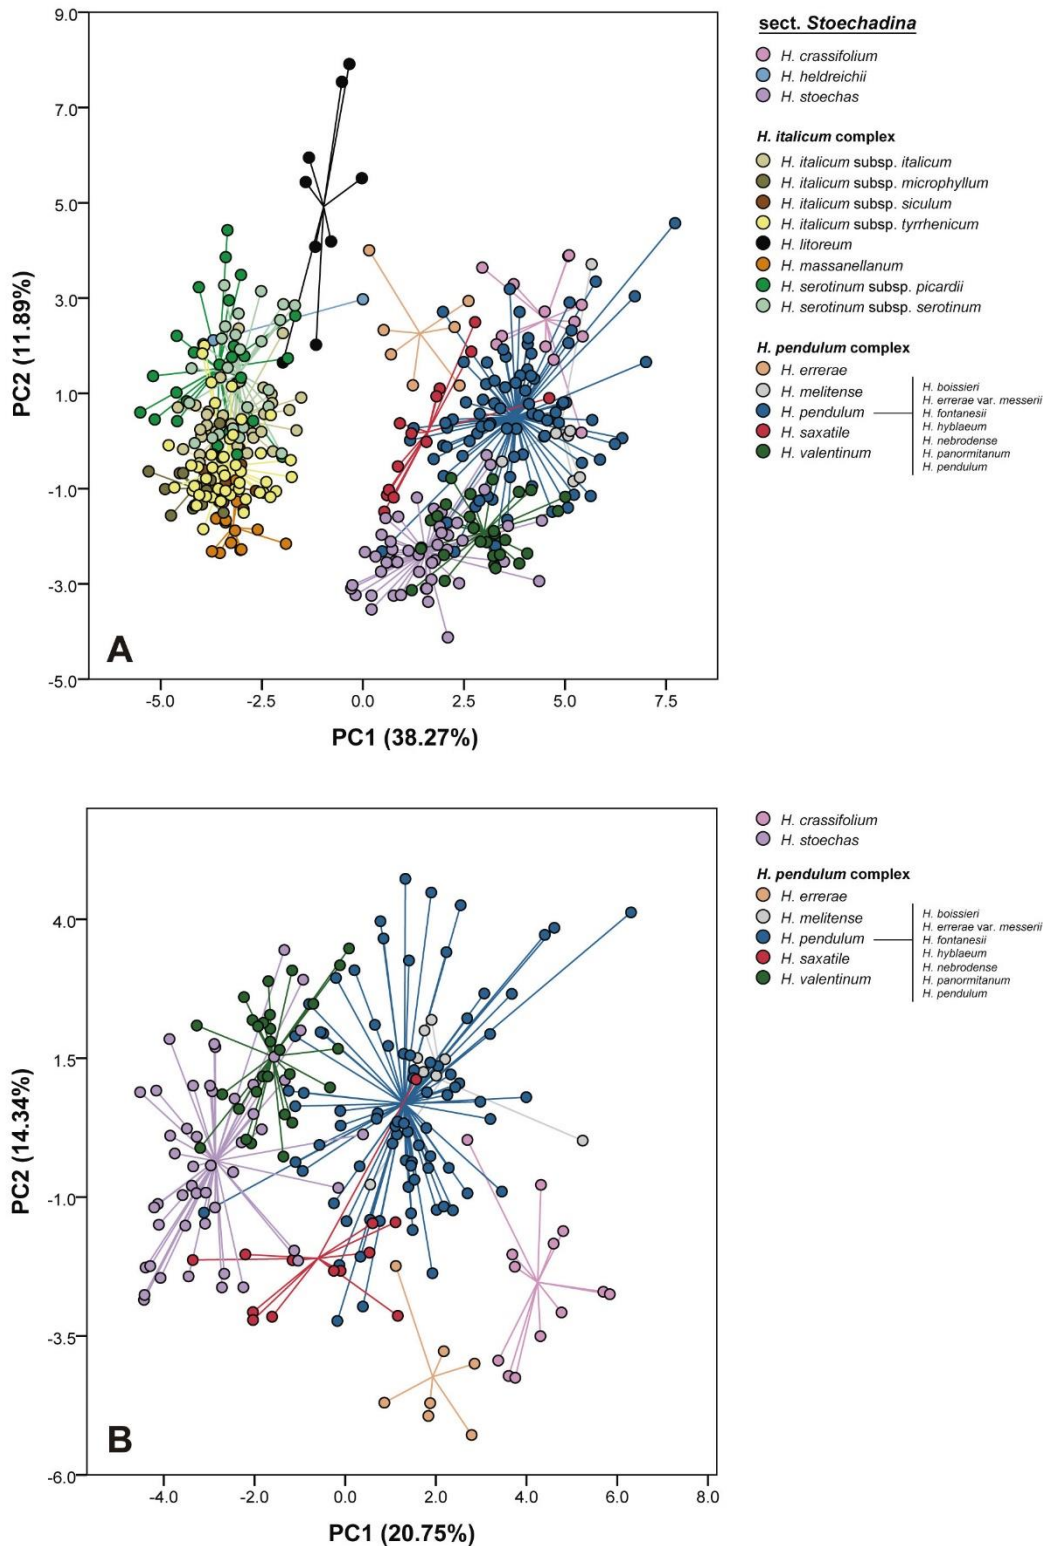 9.0
7.0
5.0
3.0
1.0
-1.0
-3.0
-5.0
PC2 (11.89%)
A
-5.0 -2.5 0.0 2.5 5.0 7.5
PC1 (38.27%)
sect. Stoechadina
H. crassifolium
H. heldreichii
H. stoechas
H. italicum complex
H. italicum subsp. italicum
H. italicum subsp. microphyllum
H. italicum subsp. siculum
H. italicum subsp. tyrrhenicum
H. litoreum
H. massanellanum
H. serotinum subsp. picardii
H. serotinum subsp. serotinum
H. pendulum complex
H. errerae
H. melitense
H. pendulum
H. saxatile
H. valentinum
H. boissieri
H. errerae var. messerii
H. fontanesii
H. hyblaeum
H. nebrodense
H. panormitanum
H. pendulum
4.0
1.5
-1.0
-3.5
-6.0
PC2 (14.34%)
B
-4.0 -2.0 0.0 2.0 4.0 6.0 8.0
PC1 (20.75%)
H. crassifolium
H. stoechas
H. pendulum complex
H. errerae
H. melitense
H. pendulum
H. saxatile
H. valentinum
H. boissieri
H. errerae var. messerii
H. fontanesii
H. hyblaeum
H. nebrodense
H. panormitanum
H. pendulum